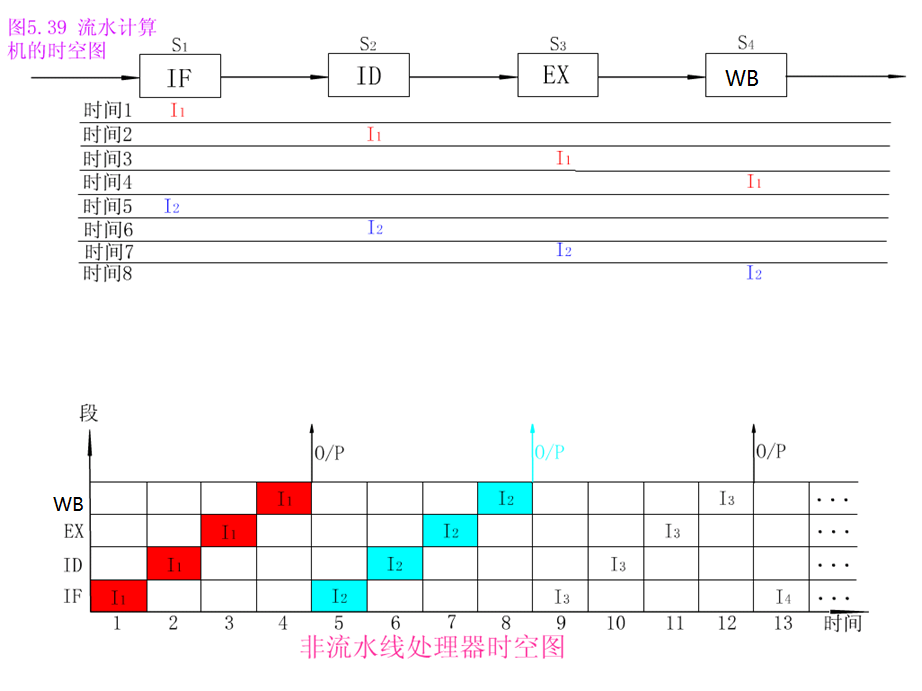 图5.39 流水计算
机的时空图
S1 S2 S3 S4
IF ID EX WB
时间1 I1
时间2 I1
时间3 I1
时间4 I1
时间5 I2
时间6 I2
时间7 I2
时间8 I2
段
O/P O/P O/P
WB I1 I2 I3 ···
EX I1 I2 I3 ···
ID I1 I2 I3 ···
IF I1 I2 I3 I4 ···
1 2 3 4 5 6 7 8 9 10 11 12 13 时间
非流水线处理器时空图